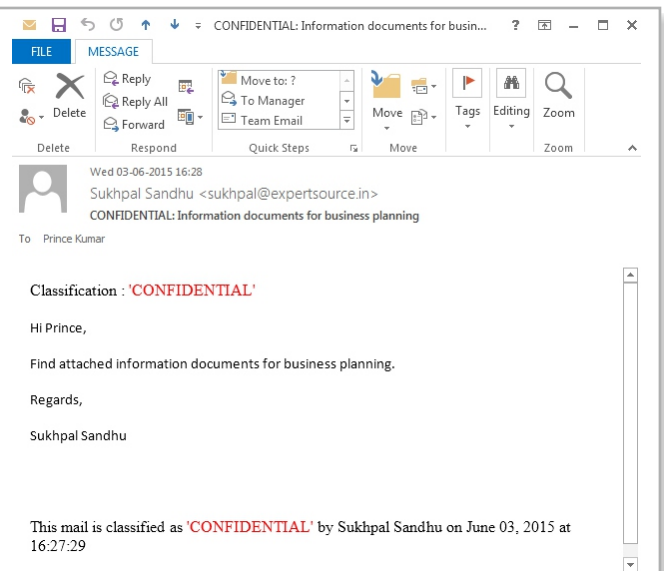 CONFIDENTIAL: Information documents for busin... ?
FILE MESSAGE
Delete
Reply
Reply All
Forward
Move to: ?
To Manager
Team Email
Move
Tags
Editing
Zoom
Delete Respond Quick Steps Move Zoom
Wed 03-06-2015 16:28
Sukhpal Sandhu <sukhpal@expertsource.in>
CONFIDENTIAL: Information documents for business planning
To Prince Kumar
Classification : 'CONFIDENTIAL'
Hi Prince,
Find attached information documents for business planning.
Regards,
Sukhpal Sandhu
This mail is classified as 'CONFIDENTIAL' by Sukhpal Sandhu on June 03, 2015 at
16:27:29